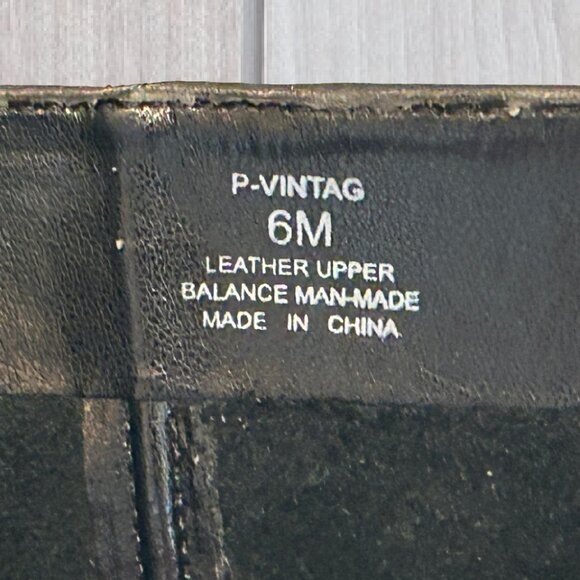 P-VINTAG
6M
LEATHER UPPER
BALANCE MAN-MADE
MADE IN CHINA